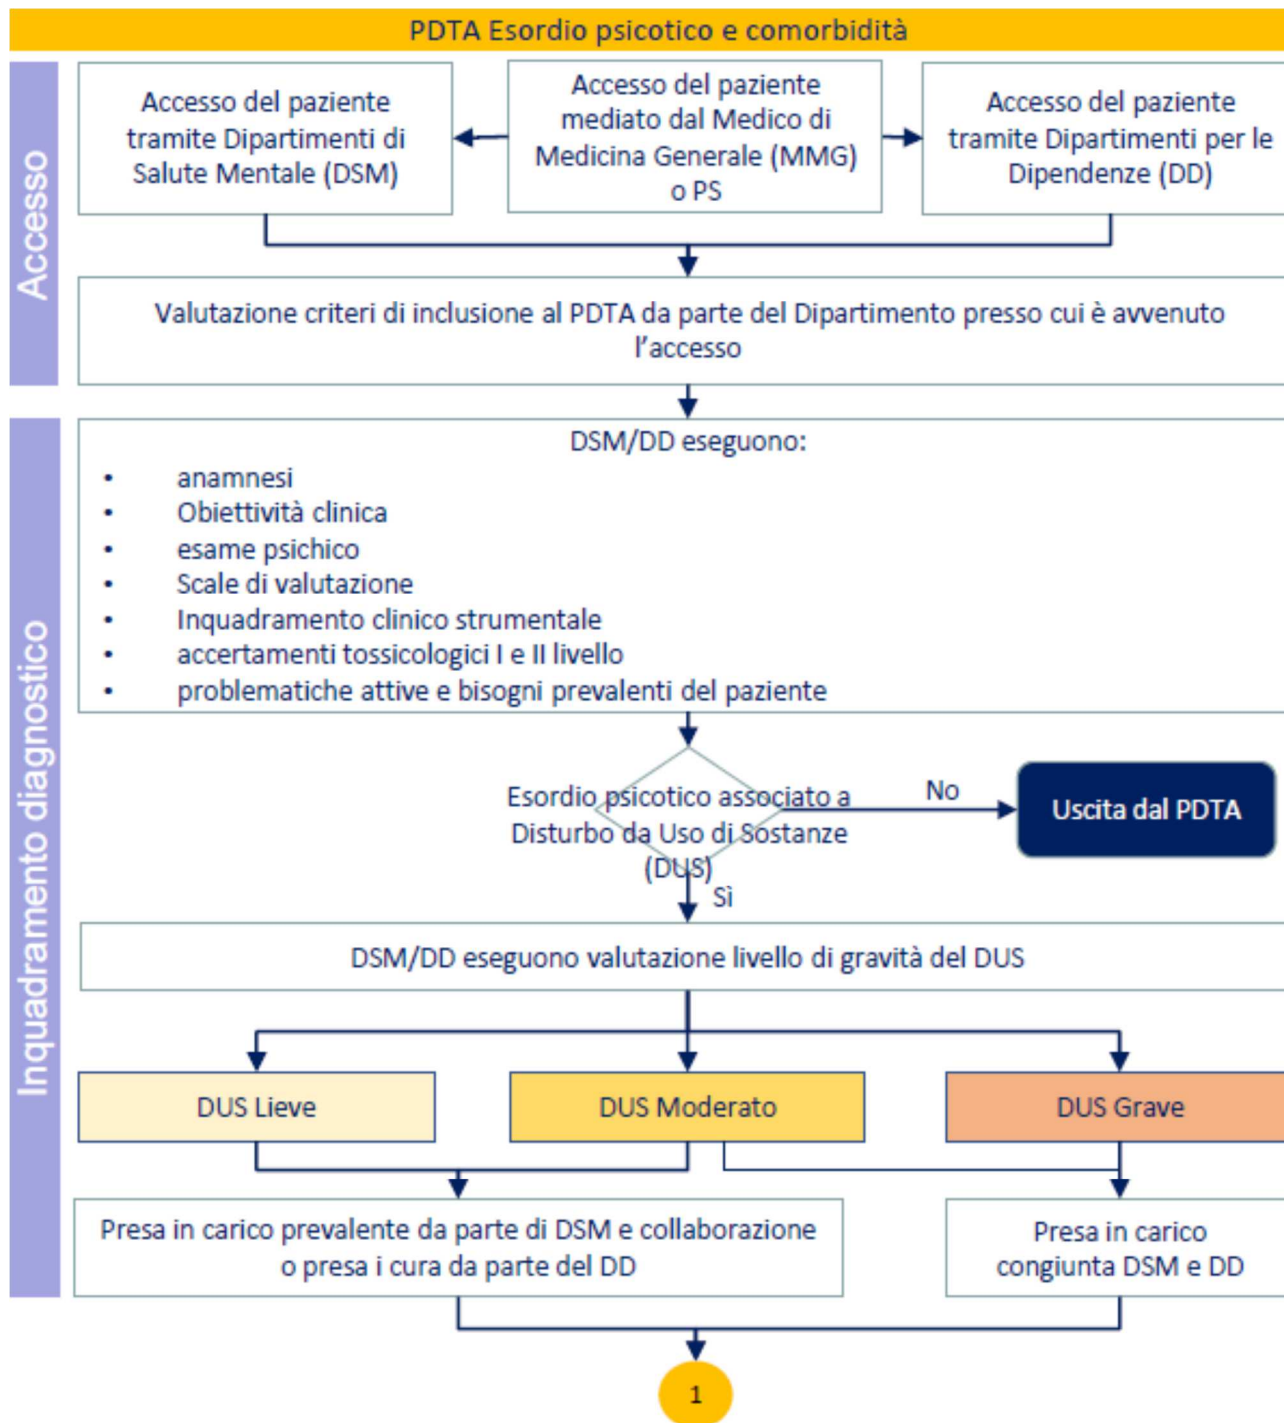 PDTA Esordio psicotico e comorbidità
Accesso
Accesso del paziente
tramite Dipartimenti di
Salute Mentale (DSM)
Accesso del paziente
mediato dal Medico di
Medicina Generale (MMG)
o PS
Accesso del paziente
tramite Dipartimenti per le
Dipendenze (DD)
Valutazione criteri di inclusione al PDTA da parte del Dipartimento presso cui è avvenuto
l'accesso
Inquadramento diagnostico
DSM/DD eseguono:
• anamnesi
• Obiettività clinica
• esame psichico
• Scale di valutazione
• Inquadramento clinico strumentale
• accertamenti tossicologici I e II livello
• problematiche attive e bisogni prevalenti del paziente
Esordio psicotico associato a
Disturbo da Uso di Sostanze
(DUS)
No
Uscita dal PDTA
Sì
DSM/DD eseguono valutazione livello di gravità del DUS
DUS Lieve
DUS Moderato
DUS Grave
Presa in carico prevalente da parte di DSM e collaborazione
o presa i cura da parte del DD
Presa in carico
congiunta DSM e DD
1